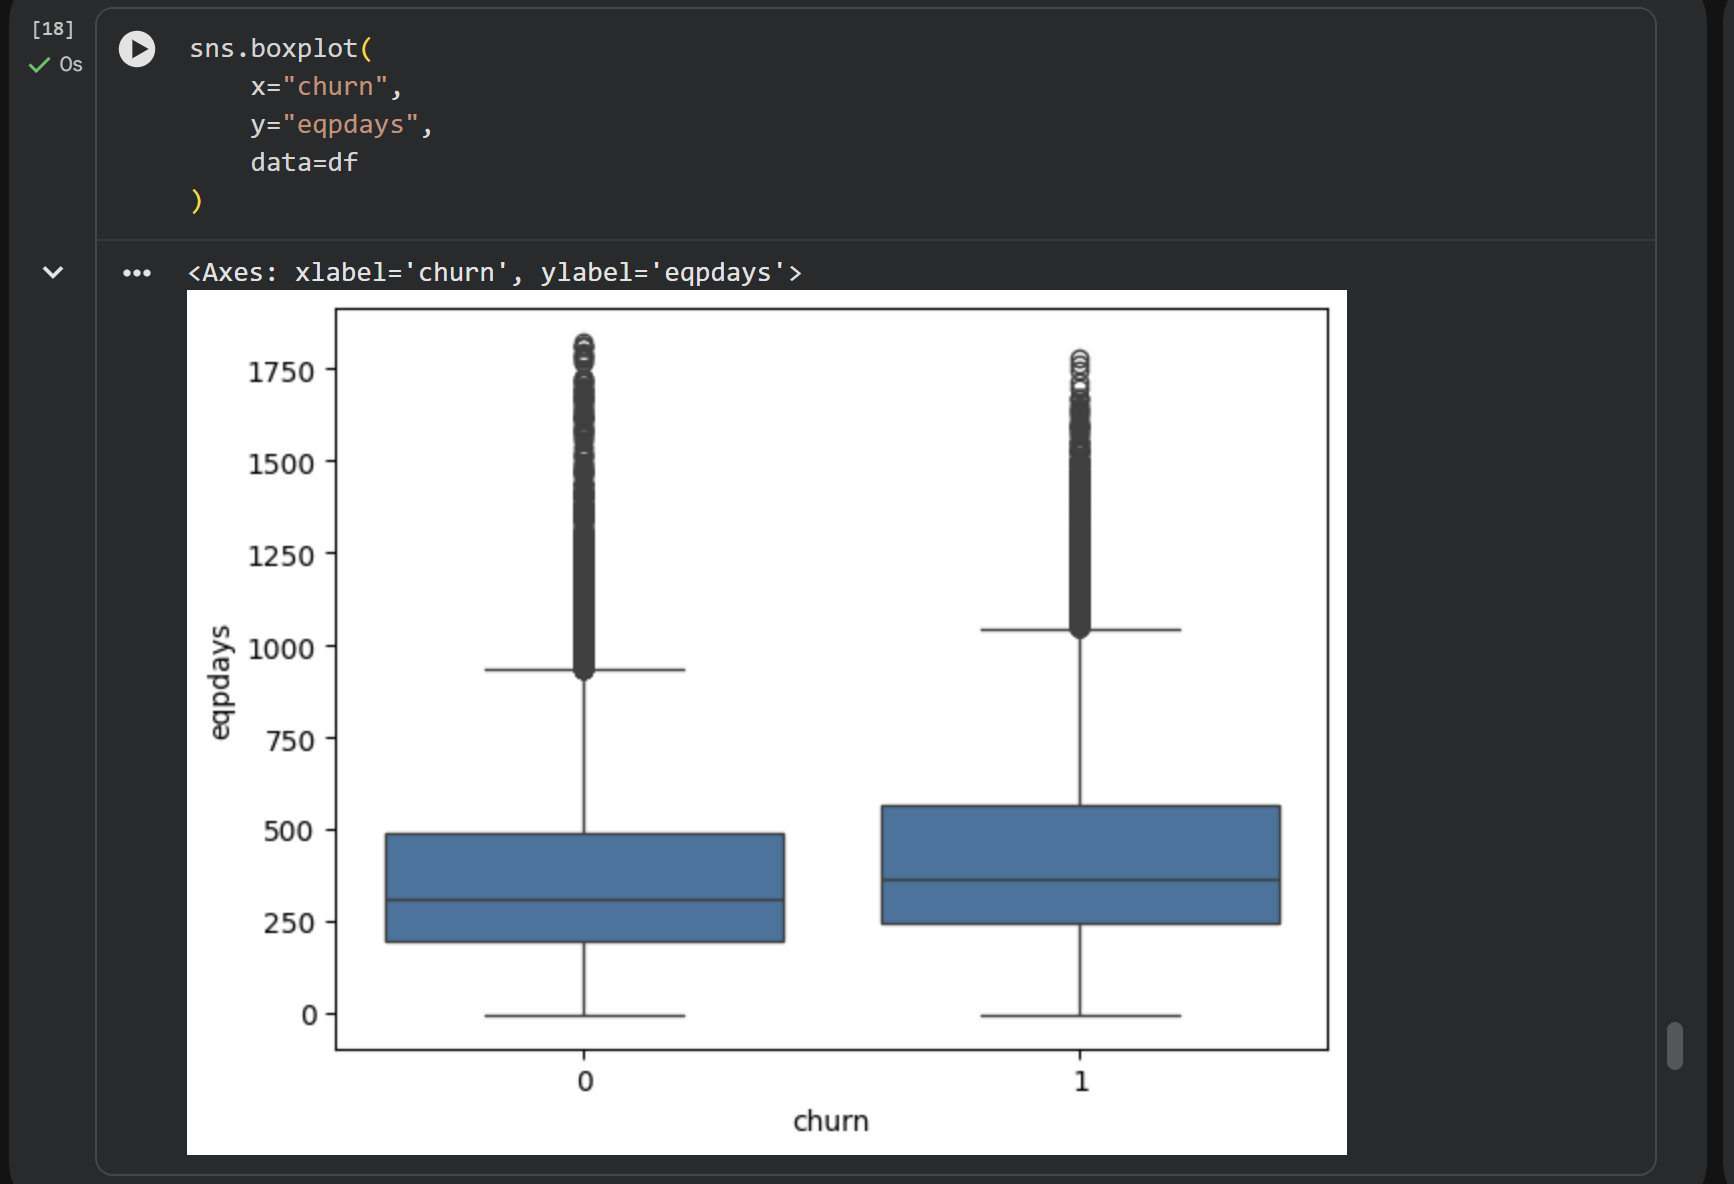 [18]
0s
sns.boxplot(
    x="churn",
    y="eqpdays",
    data=df
)
<Axes: xlabel='churn', ylabel='eqpdays'>
1750
1500
1250
1000
750
500
250
0
eqpdays
0 1
churn